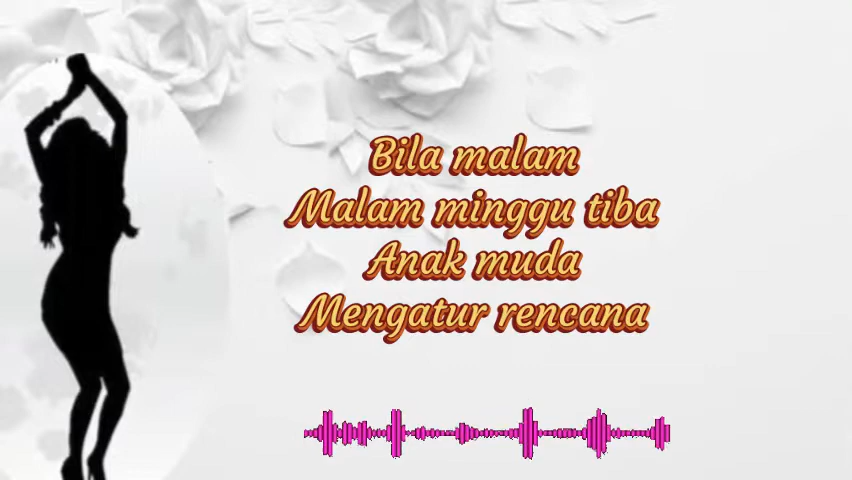 Bila malam
Malam minggu tiba
Anak muda
Mengatur rencana